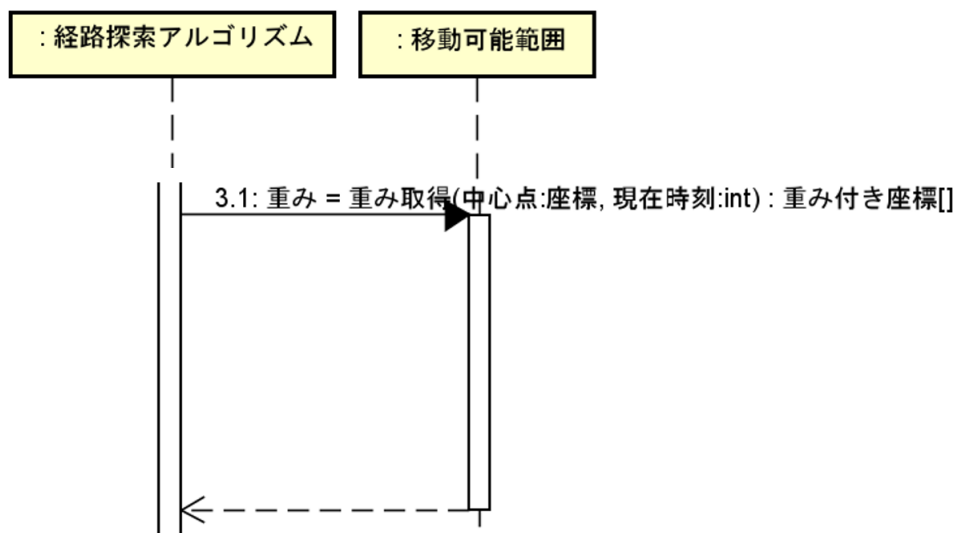 : 経路探索アルゴリズム
: 移動可能範囲
3.1: 重み = 重み取得(中心点:座標, 現在時刻:int) : 重み付き座標[]